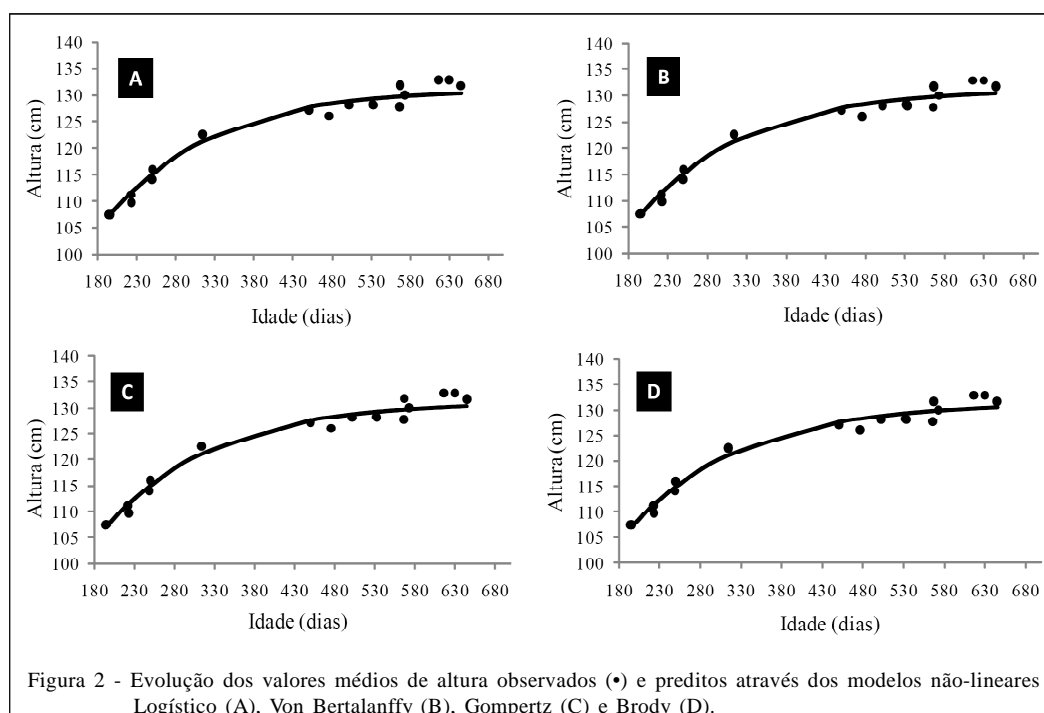 140
135
130
125
120
115
110
105
100
Altura (cm)
A
180 230 280 330 380 430 480 530 580 630 680
Idade (dias)
140
135
130
125
120
115
110
105
100
Altura (cm)
B
180 230 280 330 380 430 480 530 580 630 680
Idade (dias)
140
135
130
125
120
115
110
105
100
Altura (cm)
C
180 230 280 330 380 430 480 530 580 630 680
Idade (dias)
140
135
130
125
120
115
110
105
100
Altura (cm)
D
180 230 280 330 380 430 480 530 580 630 680
Idade (dias)
Figura 2 - Evolução dos valores médios de altura observados (•) e preditos através dos modelos não-lineares
Logístico (A), Von Bertalanffy (B), Gompertz (C) e Brody (D).